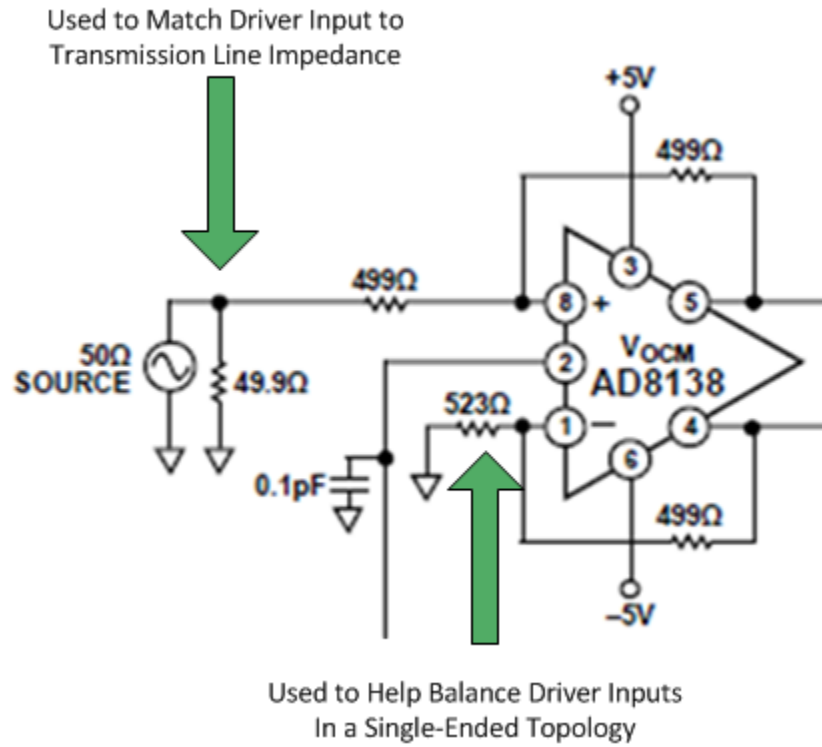 Used to Match Driver Input to
Transmission Line Impedance
+5V
499Ω
499Ω
3
8
+
5
50Ω
SOURCE
49.9Ω
2
VOCM
AD8138
523Ω
1
−
4
0.1pF
6
499Ω
−5V
Used to Help Balance Driver Inputs
In a Single-Ended Topology